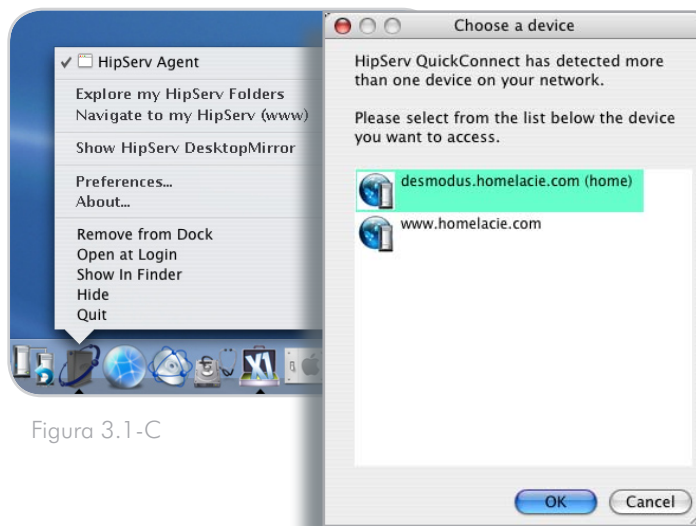 HipServ Agent
Explore my HipServ Folders
Navigate to my HipServ (www)
Show HipServ DesktopMirror
Preferences...
About...
Remove from Dock
Open at Login
Show In Finder
Hide
Quit
Figura 3.1-C
Choose a device
HipServ QuickConnect has detected more
than one device on your network.
Please select from the list below the device
you want to access.
desmodus.homelacie.com (home)
www.homelacie.com
OK
Cancel